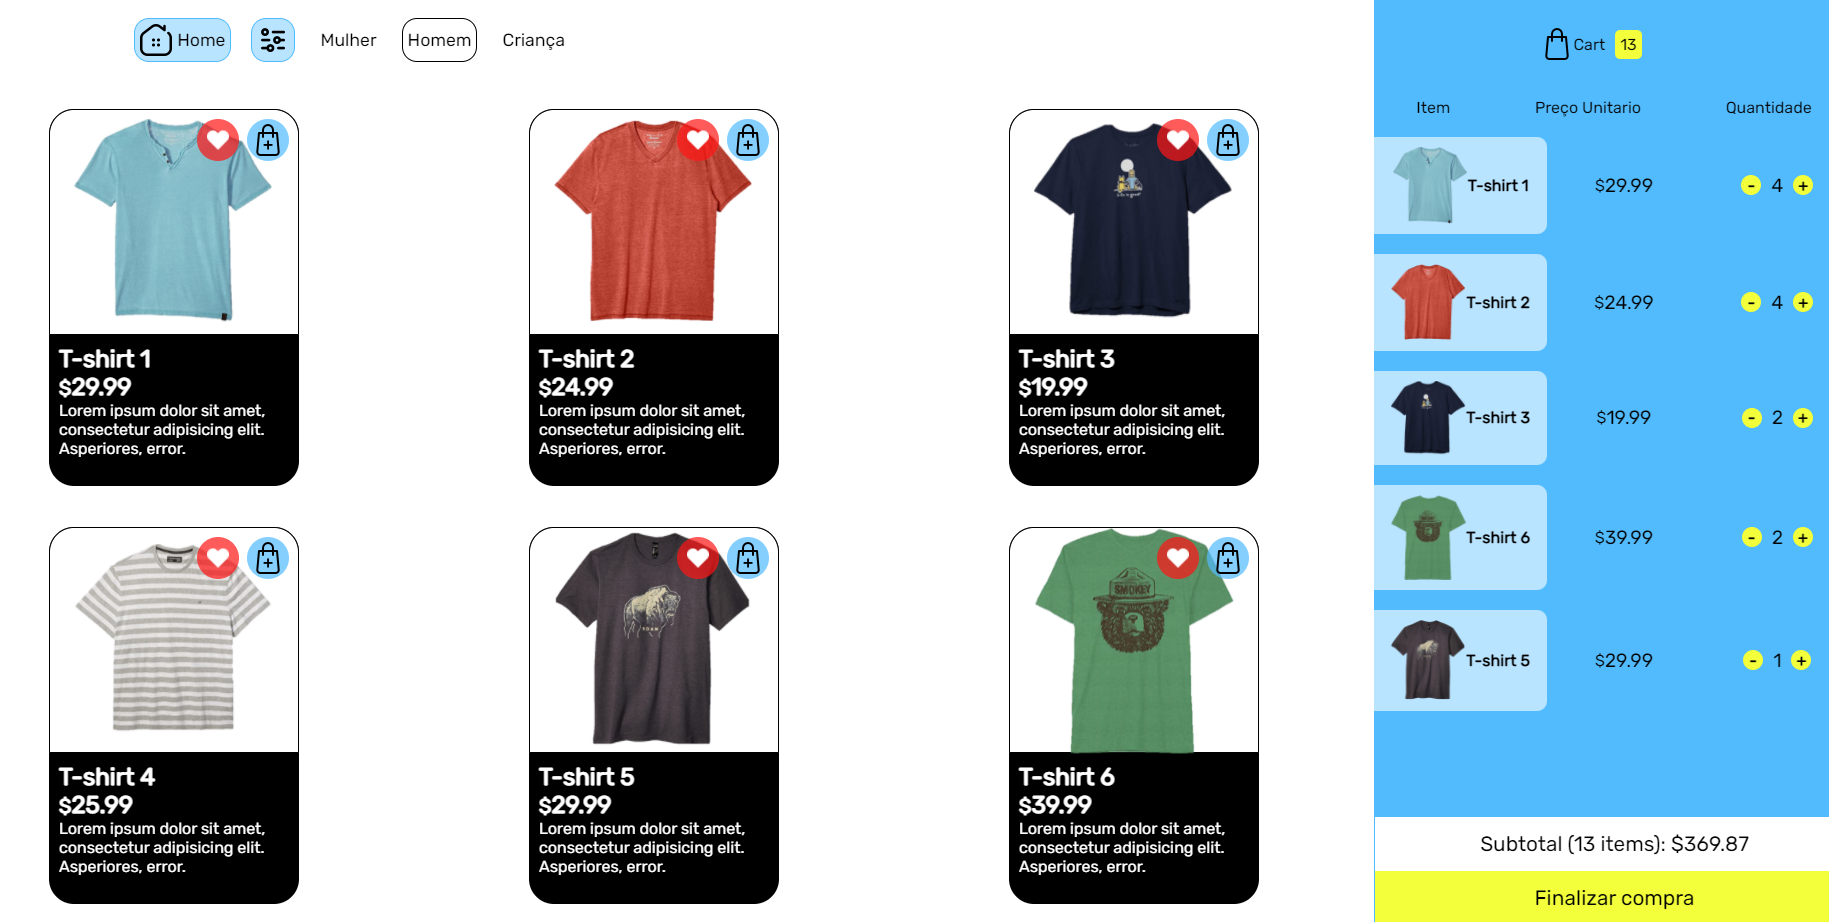 Home
Mulher
Homem
Criança
T-shirt 1
$29.99
Lorem ipsum dolor sit amet,
consectetur adipisicing elit.
Asperiores, error.
T-shirt 2
$24.99
Lorem ipsum dolor sit amet,
consectetur adipisicing elit.
Asperiores, error.
T-shirt 3
$19.99
Lorem ipsum dolor sit amet,
consectetur adipisicing elit.
Asperiores, error.
T-shirt 4
$25.99
Lorem ipsum dolor sit amet,
consectetur adipisicing elit.
Asperiores, error.
T-shirt 5
$29.99
Lorem ipsum dolor sit amet,
consectetur adipisicing elit.
Asperiores, error.
SMOKEY
T-shirt 6
$39.99
Lorem ipsum dolor sit amet,
consectetur adipisicing elit.
Asperiores, error.
Cart 13
Item Preço Unitario Quantidade
T-shirt 1 $29.99 - 4 +
T-shirt 2 $24.99 - 4 +
T-shirt 3 $19.99 - 2 +
T-shirt 6 $39.99 - 2 +
T-shirt 5 $29.99 - 1 +
Subtotal (13 items): $369.87
Finalizar compra